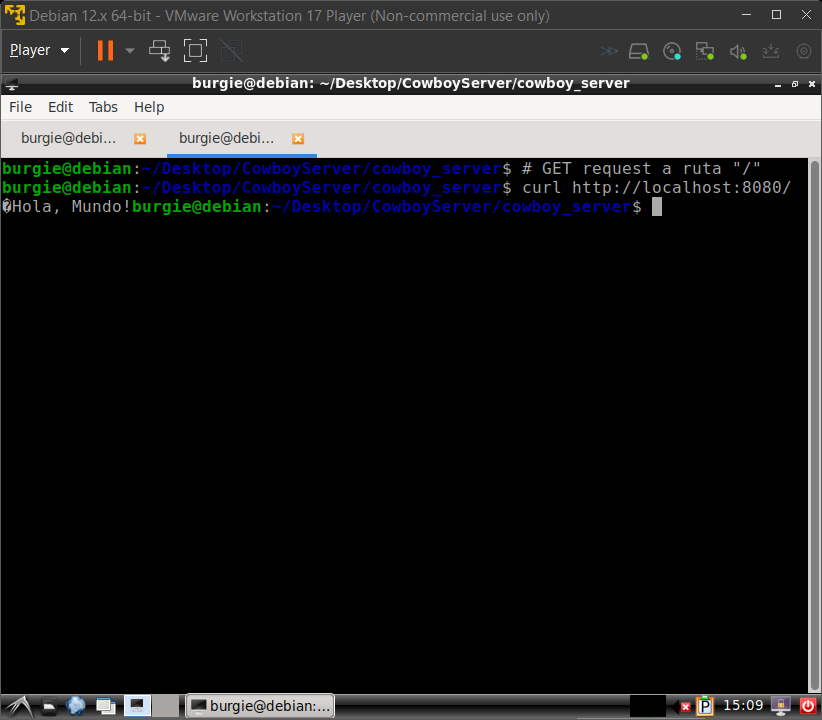 Debian 12.x 64-bit - VMware Workstation 17 Player (Non-commercial use only)
Player
burgie@debian: ~/Desktop/CowboyServer/cowboy_server
File Edit Tabs Help
burgie@debi... burgie@debi...
burgie@debian:~/Desktop/CowboyServer/cowboy_server$ # GET request a ruta "/"
burgie@debian:~/Desktop/CowboyServer/cowboy_server$ curl http://localhost:8080/
�Hola, Mundo!burgie@debian:~/Desktop/CowboyServer/cowboy_server$
burgie@debian:... P 15:09